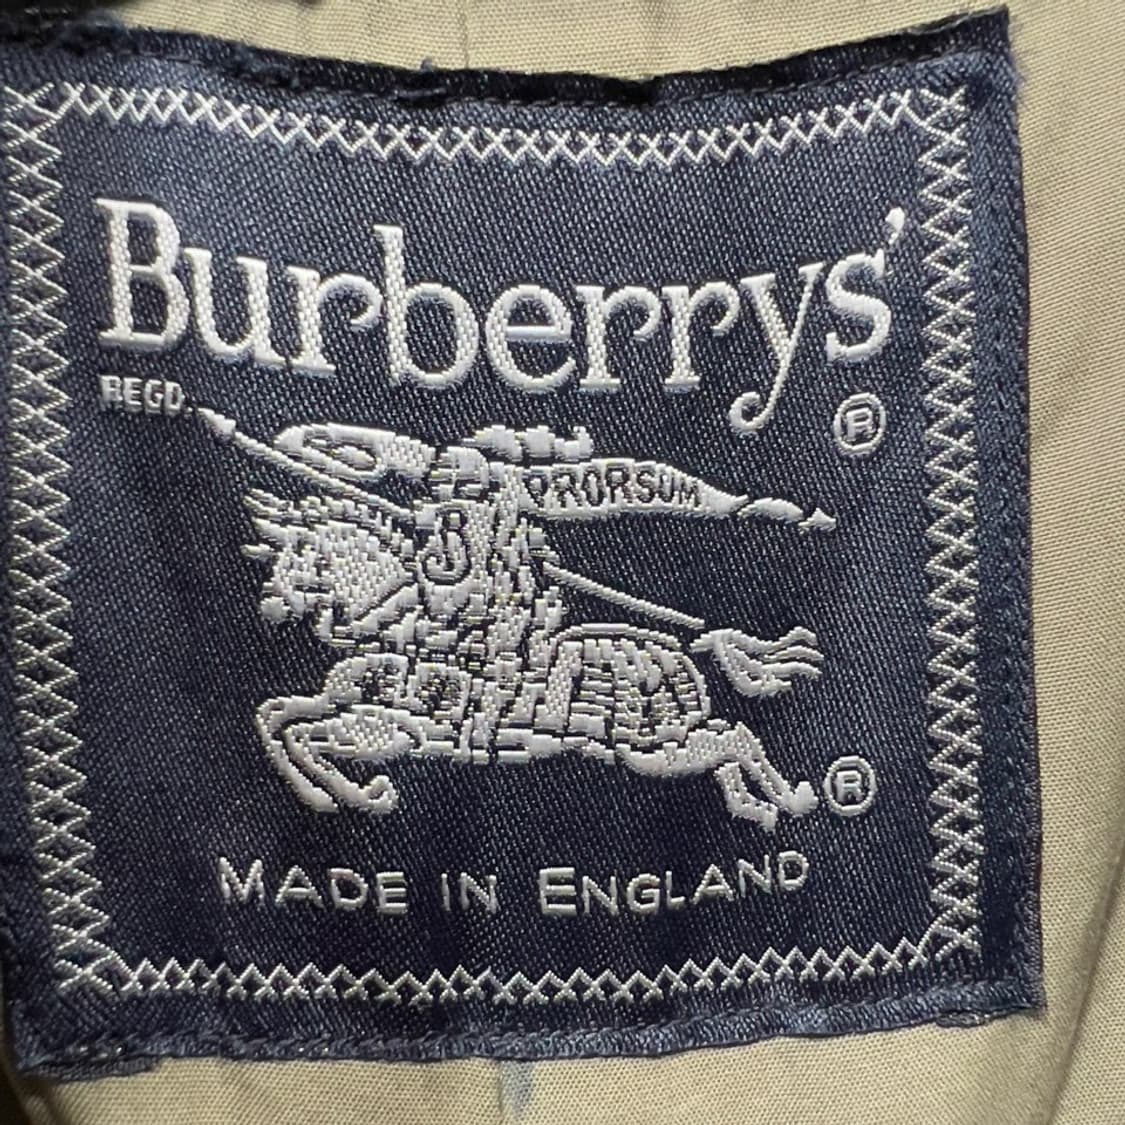 Burberrys'
REGD.
®
PRORSUM
B
®
MADE IN ENGLAND